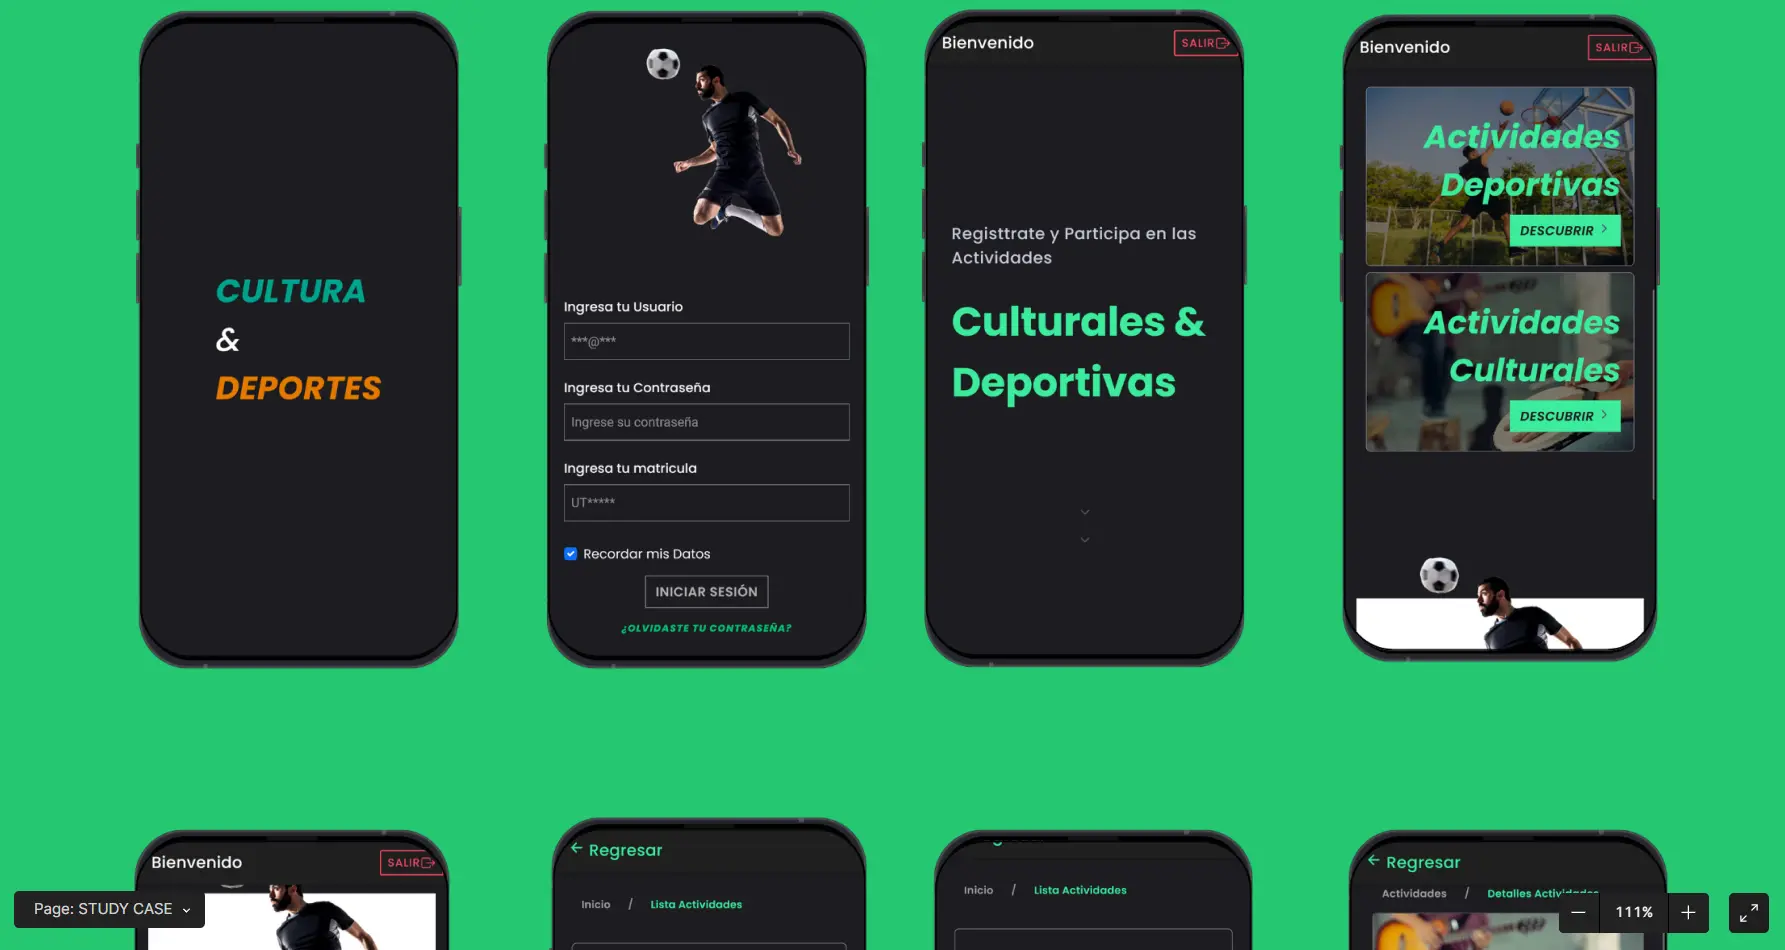 CULTURA
&
DEPORTES
Ingresa tu Usuario
***@***
Ingresa tu Contraseña
Ingrese su contraseña
Ingresa tu matricula
UT*****
Recordar mis Datos
INICIAR SESIÓN
¿OLVIDASTE TU CONTRASEÑA?
Bienvenido
SALIR
Registtrate y Participa en las
Actividades
Culturales &
Deportivas
Bienvenido
SALIR
Actividades
Deportivas
DESCUBRIR
Actividades
Culturales
DESCUBRIR
Bienvenido
SALIR
Regresar
Inicio / Lista Actividades
Inicio / Lista Actividades
Regresar
Actividades / Detalles Actividades
Page: STUDY CASE
111%